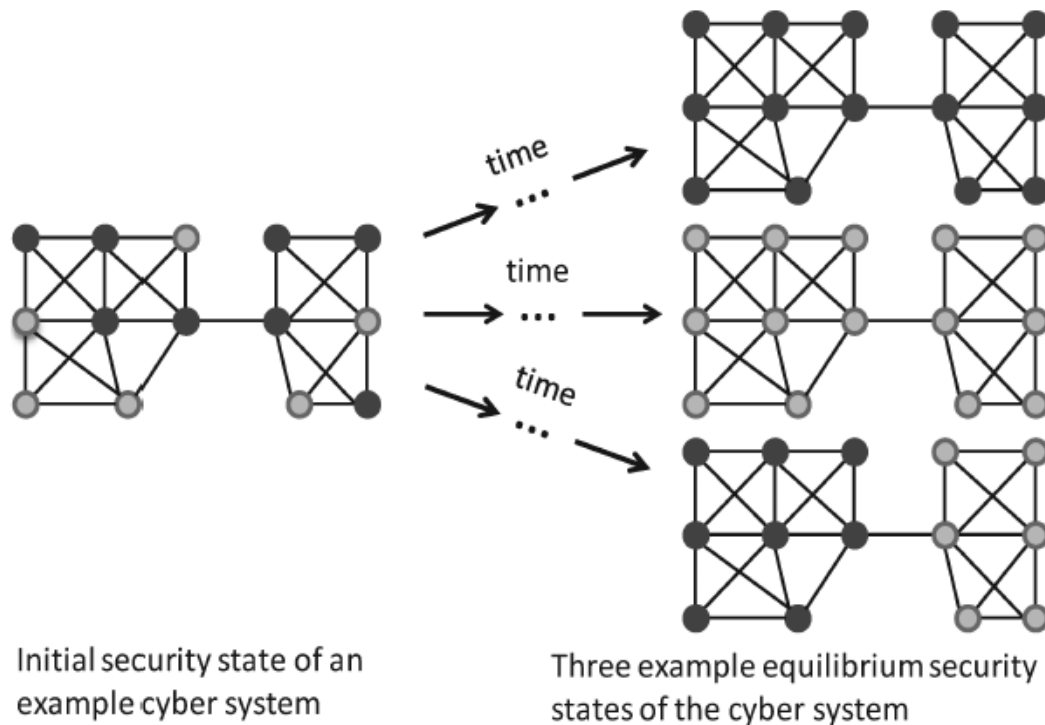 time
...
time
...
time
...
Initial security state of an
example cyber system
Three example equilibrium security
states of the cyber system